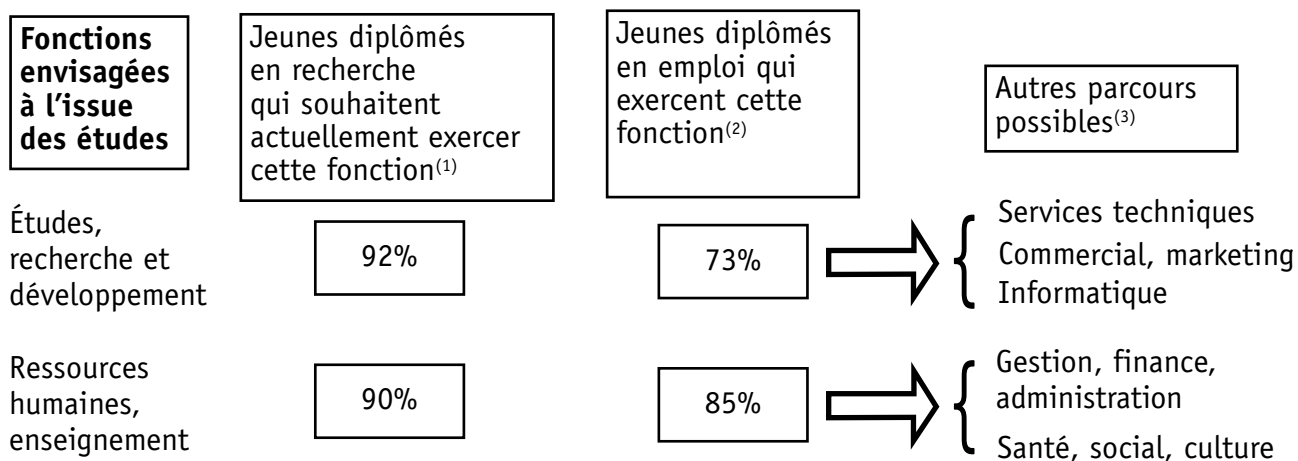 Fonctions
envisagées
à l'issue
des études
Jeunes diplômés
en recherche
qui souhaitent
actuellement exercer
cette fonction(1)
Jeunes diplômés
en emploi qui
exercent cette
fonction(2)
Autres parcours
possibles(3)
Études,
recherche et
développement
92%
73%
Services techniques
Commercial, marketing
Informatique
Ressources
humaines,
enseignement
90%
85%
Gestion, finance,
administration
Santé, social, culture